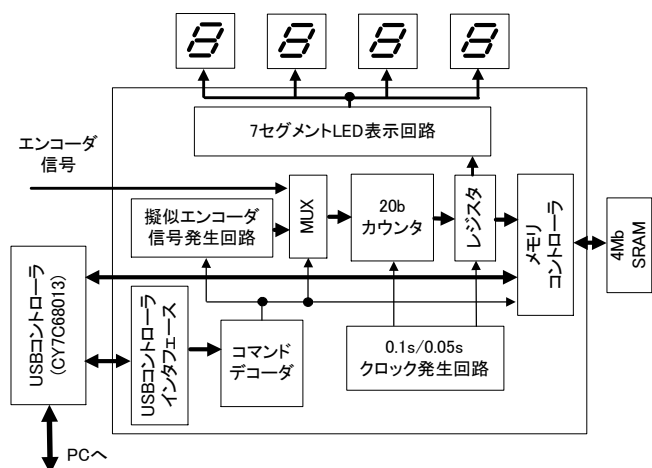 7セグメントLED表示回路
エンコーダ
信号
擬似エンコーダ
信号発生回路
MUX
20b
カウンタ
レジスタ
メモリ
コントローラ
4Mb
SRAM
USBコントローラ
(CY7C68013)
USBコントローラ
インタフェース
コマンド
デコーダ
0.1s/0.05s
クロック発生回路
PCへ